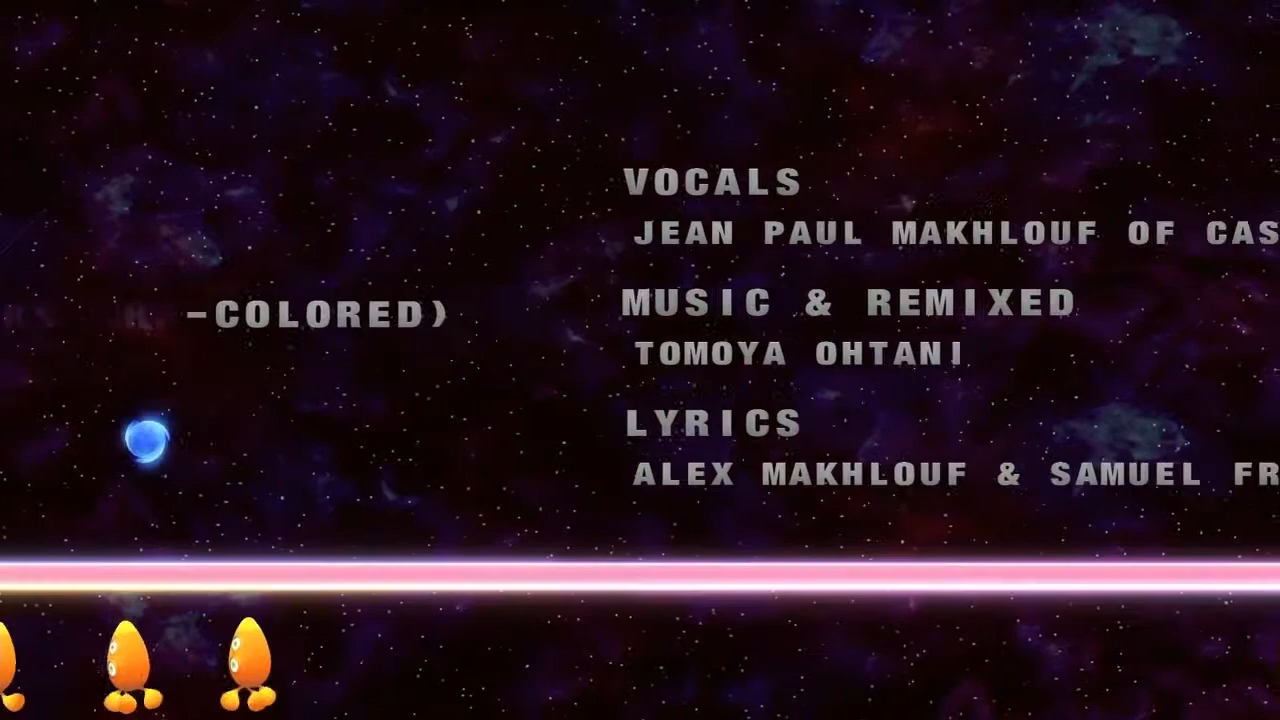 -COLORED)
VOCALS
JEAN PAUL MAKHLOUF OF CAS
MUSIC & REMIXED
TOMOYA OHTANI
LYRICS
ALEX MAKHLOUF & SAMUEL FR